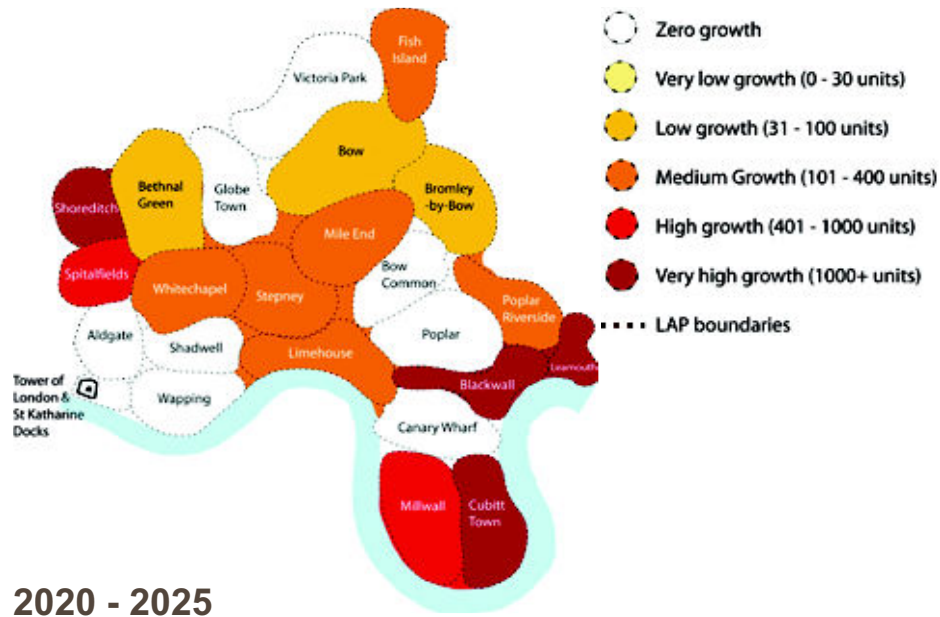 Fish
Island
Victoria Park
Bow
Bethnal
Green
Globe
Town
Bromley
-by-Bow
Shoreditch
Mile End
Spitalfields
Whitechapel
Stepney
Bow
Common
Poplar
Riverside
Aldgate
Shadwell
Limehouse
Poplar
Leamouth
Blackwall
Tower of
London &
St Katharine
Docks
Wapping
Canary Wharf
Millwall
Cubitt
Town
Zero growth
Very low growth (0 - 30 units)
Low growth (31 - 100 units)
Medium Growth (101 - 400 units)
High growth (401 - 1000 units)
Very high growth (1000+ units)
LAP boundaries
2020 - 2025